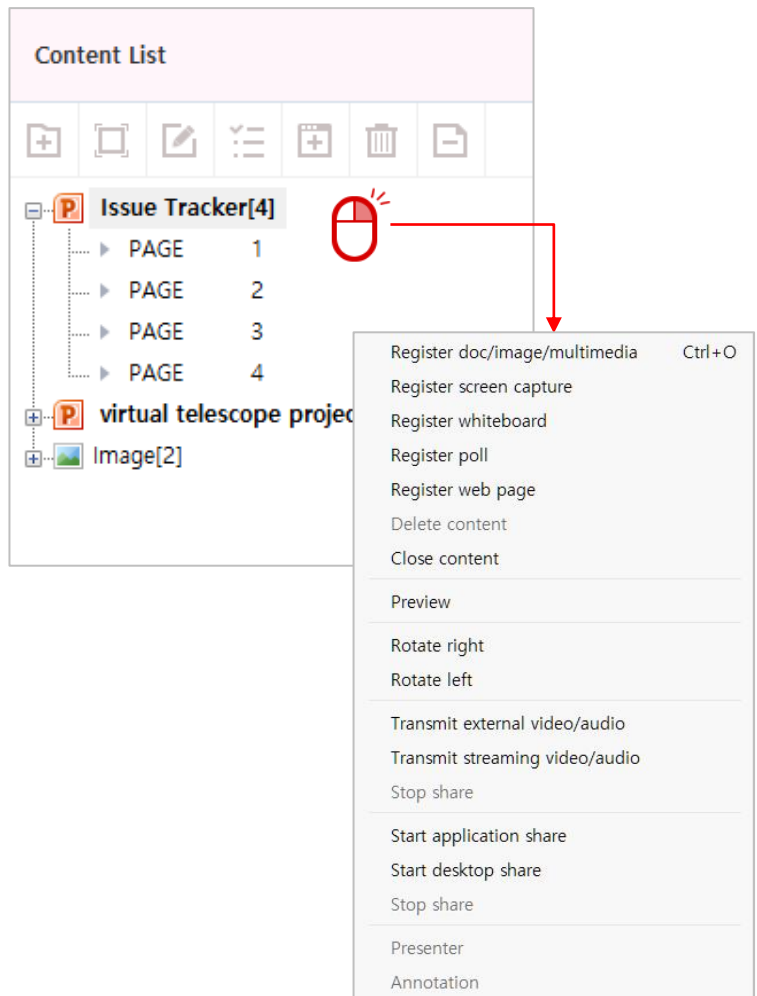 Content List
P Issue Tracker[4]
PAGE 1
PAGE 2
PAGE 3
PAGE 4
P virtual telescope projec
Image[2]
Register doc/image/multimedia Ctrl+O
Register screen capture
Register whiteboard
Register poll
Register web page
Delete content
Close content
Preview
Rotate right
Rotate left
Transmit external video/audio
Transmit streaming video/audio
Stop share
Start application share
Start desktop share
Stop share
Presenter
Annotation